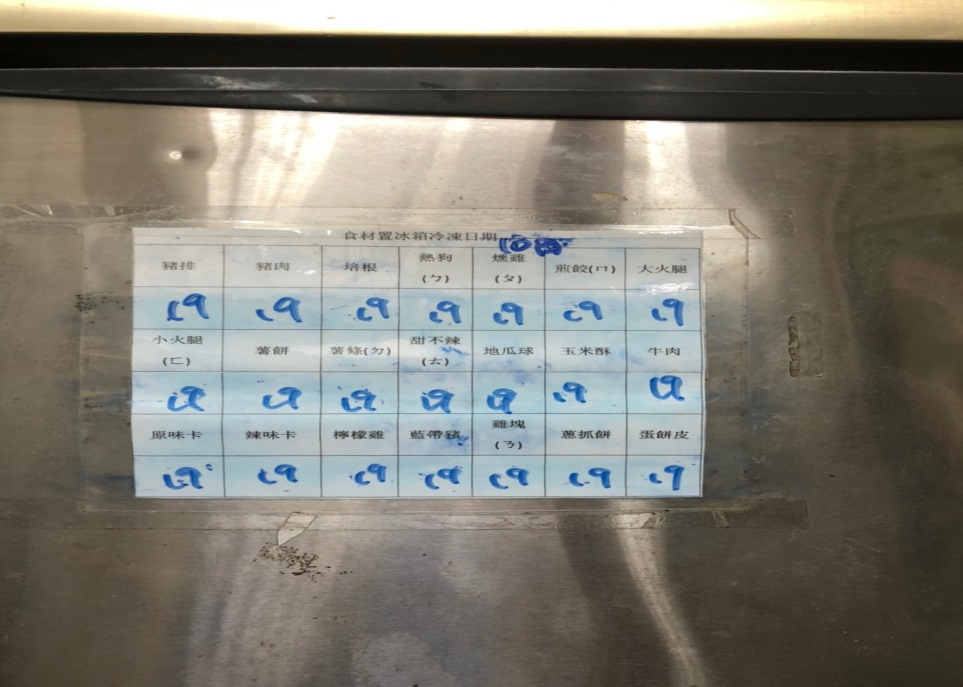 食材置冰箱冷凍日期 10月
豬排 豬肉 培根 熱狗(ㄅ) 燻雞(ㄆ) 煎餃(ㄇ) 大火腿
19 19 19 19 19 19 19
小火腿(ㄈ) 薯餅 薯條(ㄉ) 甜不辣(ㄊ) 地瓜球 玉米酥 牛肉
19 19 19 19 19 19 19
原味卡 辣味卡 檸檬雞 藍帶豬 雞塊(ㄋ) 蔥抓餅 蛋餅皮
19 19 19 19 19 19 19